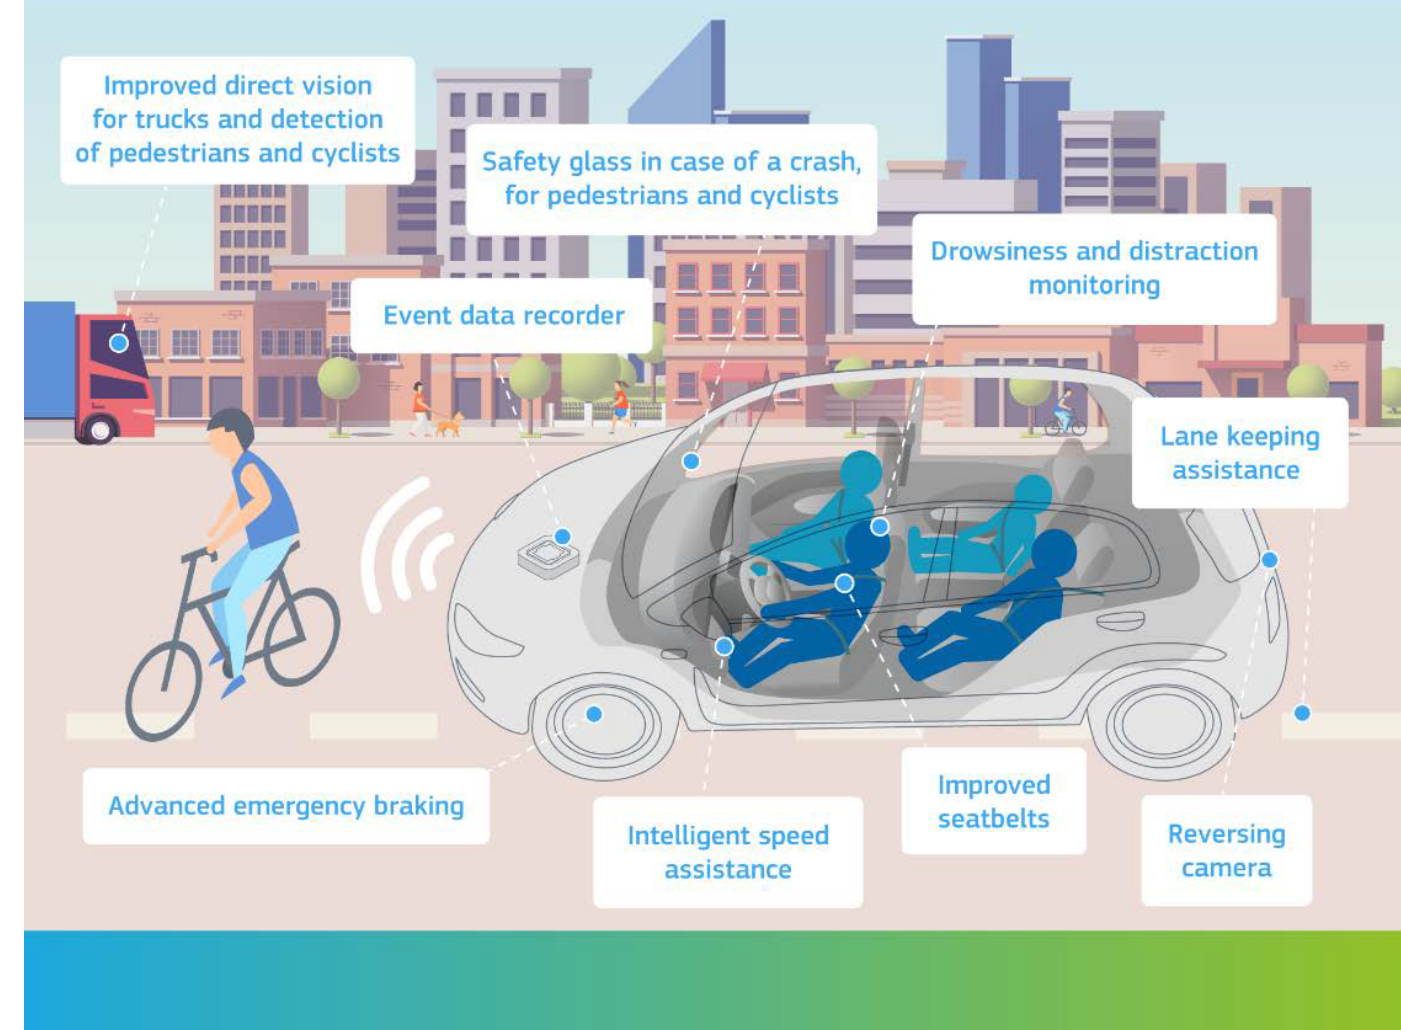 Improved direct vision
for trucks and detection
of pedestrians and cyclists
Safety glass in case of a crash,
for pedestrians and cyclists
Drowsiness and distraction
monitoring
Event data recorder
Lane keeping
assistance
Advanced emergency braking
Intelligent speed
assistance
Improved
seatbelts
Reversing
camera